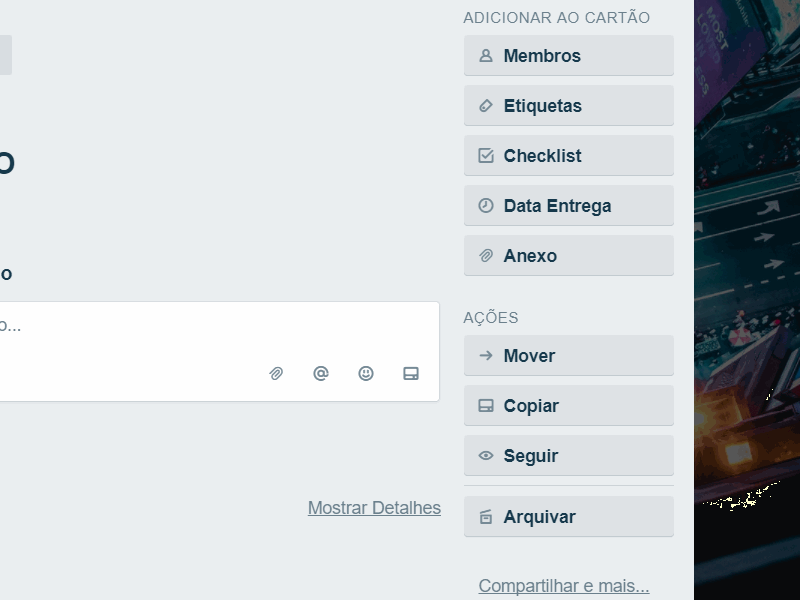 ADICIONAR AO CARTÃO
Membros
Etiquetas
Checklist
Data Entrega
Anexo
o
o
o...
@
AÇÕES
Mover
Copiar
Seguir
Arquivar
Mostrar Detalhes
Compartilhar e mais...